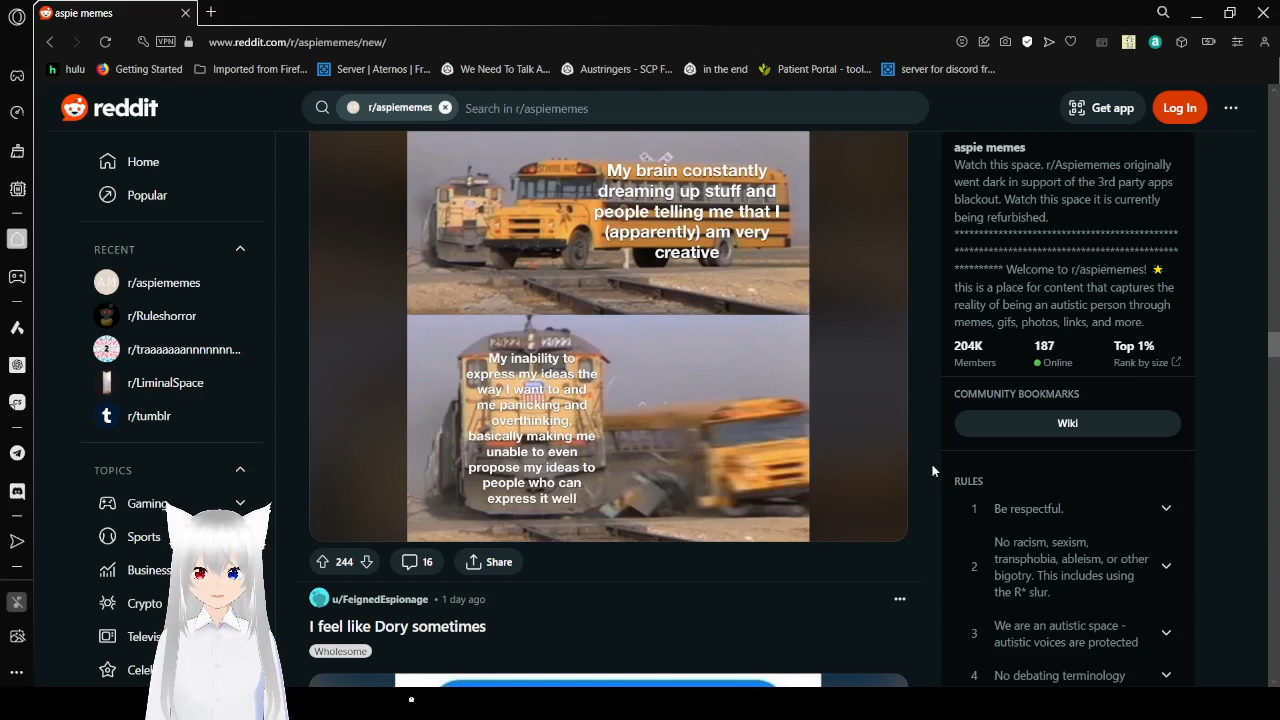 aspie memes
VPN
www.reddit.com/r/aspiememes/new/
hulu
Getting Started
Imported from Firef...
Server | Aternos | Fr...
We Need To Talk A...
Austringers - SCP F...
in the end
Patient Portal - tool...
server for discord fr...
reddit
r/aspiememes
Search in r/aspiememes
Get app
Log In
Home
Popular
RECENT
r/aspiememes
r/Ruleshorror
r/traaaaaaannnnnn...
r/LiminalSpace
r/tumblr
TOPICS
Gaming
Sports
Business
Crypto
Televis
Celeb
My brain constantly
dreaming up stuff and
people telling me that I
(apparently) am very
creative
My inability to
express my ideas the
way I want to and
me panicking and
overthinking,
basically making me
unable to even
propose my ideas to
people who can
express it well
244
16
Share
u/FeignedEspionage • 1 day ago
I feel like Dory sometimes
Wholesome
aspie memes
Watch this space. r/Aspiememes originally
went dark in support of the 3rd party apps
blackout. Watch this space it is currently
being refurbished.
********************************************
********************************************
********** Welcome to r/aspiememes! ⭐
this is a place for content that captures the
reality of being an autistic person through
memes, gifs, photos, links, and more.
204K 187 Top 1%
Members Online Rank by size
COMMUNITY BOOKMARKS
Wiki
RULES
1 Be respectful.
2 No racism, sexism,
transphobia, ableism, or other
bigotry. This includes using
the R* slur.
3 We are an autistic space -
autistic voices are protected
4 No debating terminology